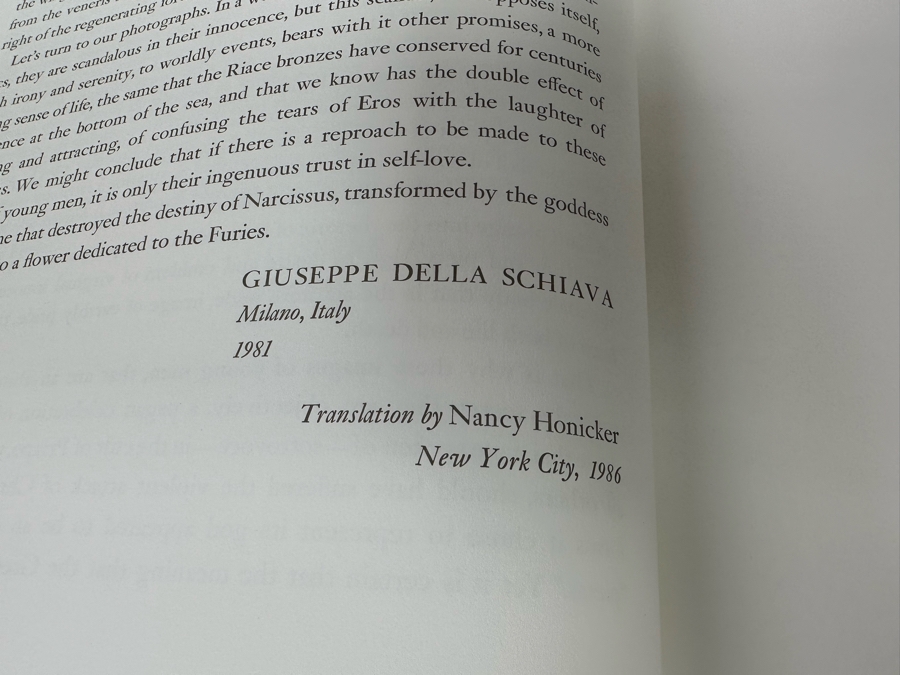 the
from the veneris
right of the regenerating
Let's turn to our photographs. In a
they are scandalous in their innocence, but this opposes itself,
irony and serenity, to worldly events, bears with it other promises, a more
sense of life, the same that the Riace bronzes have conserved for centuries
at the bottom of the sea, and that we know has the double effect of
and attracting, of confusing the tears of Eros with the laughter of
We might conclude that if there is a reproach to be made to these
young men, it is only their ingenuous trust in self-love.
that destroyed the destiny of Narcissus, transformed by the goddess
a flower dedicated to the Furies.
GIUSEPPE DELLA SCHIAVA
Milano, Italy
1981
Translation by Nancy Honicker
New York City, 1986